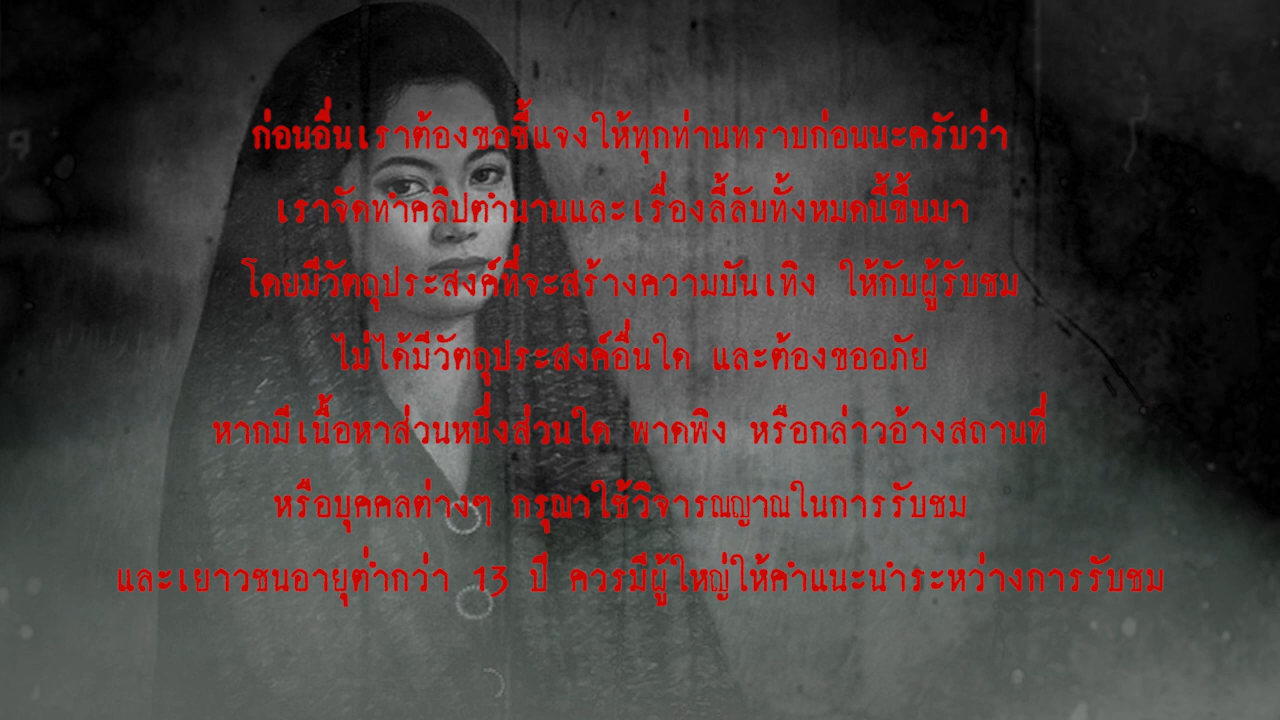 ก่อนอื่นเราต้องขอชี้แจงให้ทุกท่านทราบก่อนนะครับว่า
เราจัดทำคลิปตำนานและเรื่องลี้ลับทั้งหมดนี้ขึ้นมา
โดยมีวัตถุประสงค์ที่จะสร้างความบันเทิง ให้กับผู้รับชม
ไม่ได้มีวัตถุประสงค์อื่นใด และต้องขออภัย
หากมีเนื้อหาส่วนหนึ่งส่วนใด พาดพิง หรือกล่าวอ้างสถานที่
หรือบุคคลต่างๆ กรุณาใช้วิจารณญาณในการรับชม
และเยาวชนอายุต่ำกว่า 13 ปี ควรมีผู้ใหญ่ให้คำแนะนำระหว่างการรับชม